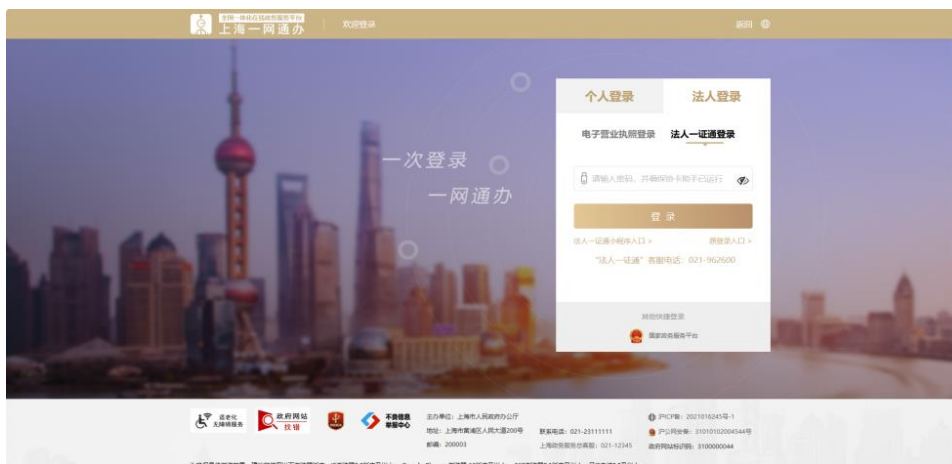 全国一体化在线政务服务平台
上海一网通办
欢迎登录
返回
一次登录
一网通办
个人登录
法人登录
电子营业执照登录
法人一证通登录
请输入密码，并确保协卡助手已运行
登 录
法人一证通小程序入口 >
旧登录入口 >
“法人一证通”客服电话：021-962600
其他快捷登录
国家政务服务平台
适老化
无障碍服务
政府网站
找错
不良信息
举报中心
主办单位：上海市人民政府办公厅
地址：上海市黄浦区人民大道200号
邮编：200003
联系电话：021-23111111
上海政务服务总客服：021-12345
沪ICP备：2021016245号-1
沪公网安备：31010102004544号
政府网站标识码：3100000044